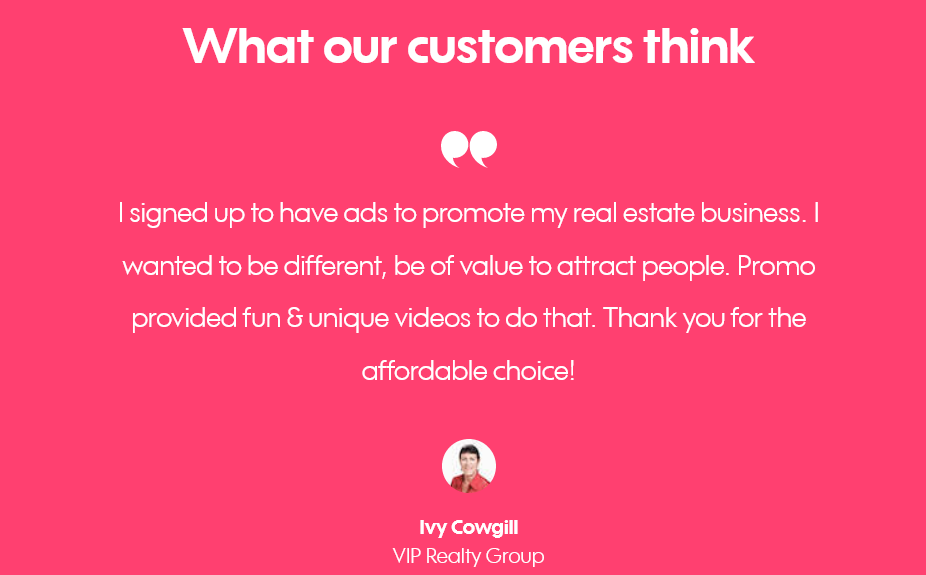 What our customers think
”
I signed up to have ads to promote my real estate business. I
wanted to be different, be of value to attract people. Promo
provided fun & unique videos to do that. Thank you for the
affordable choice!
Ivy Cowgill
VIP Realty Group